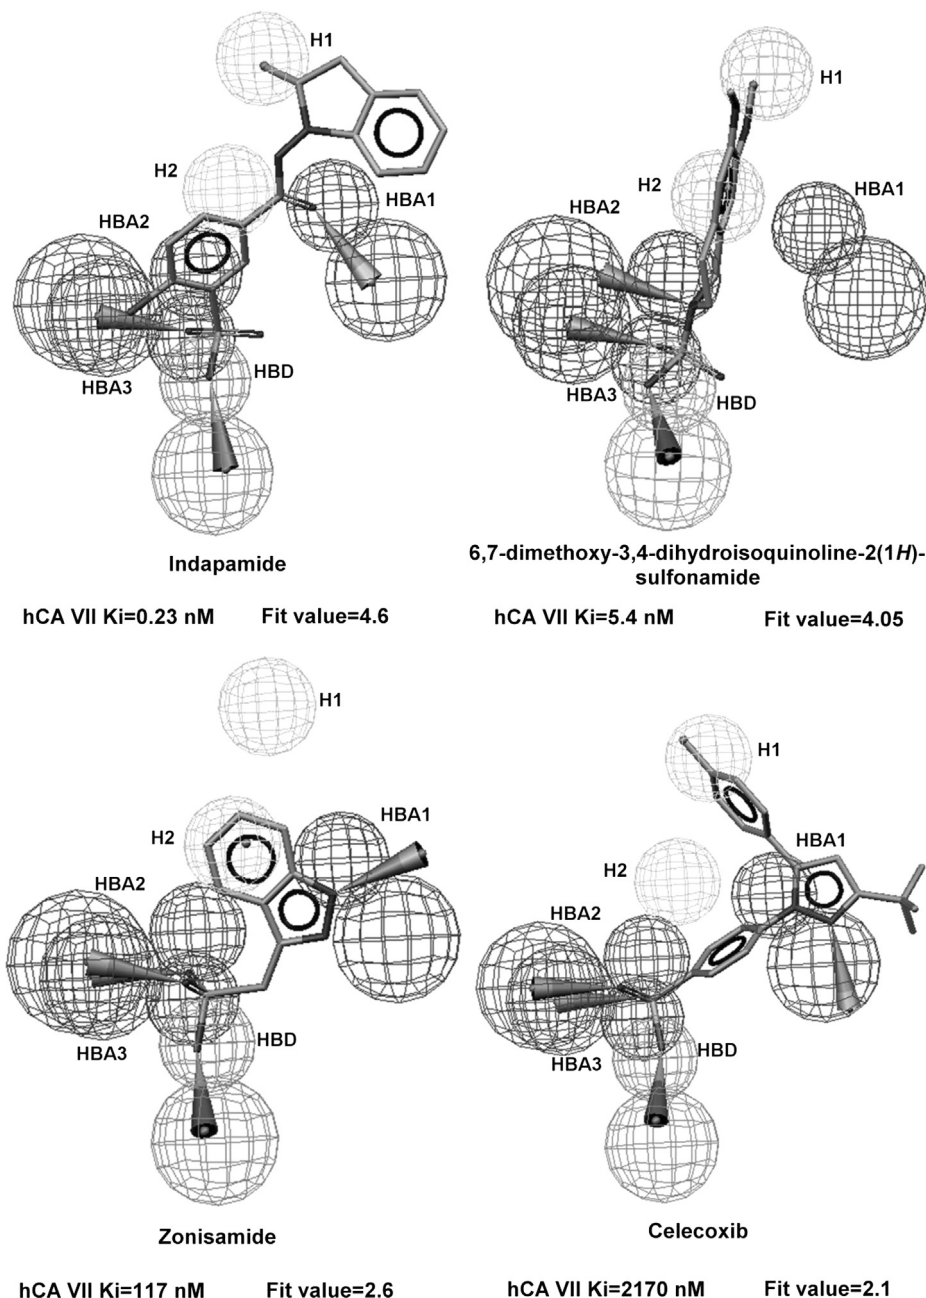 H1
H2
HBA1
HBA2
HBA3
HBD
Indapamide
hCA VII Ki=0.23 nM Fit value=4.6
H1
H2
HBA1
HBA2
HBA3
HBD
6,7-dimethoxy-3,4-dihydroisoquinoline-2(1H)-
sulfonamide
hCA VII Ki=5.4 nM Fit value=4.05
H1
HBA1
H2
HBA2
HBA3
HBD
Zonisamide
hCA VII Ki=117 nM Fit value=2.6
H1
HBA1
H2
HBA2
HBA3
HBD
Celecoxib
hCA VII Ki=2170 nM Fit value=2.1